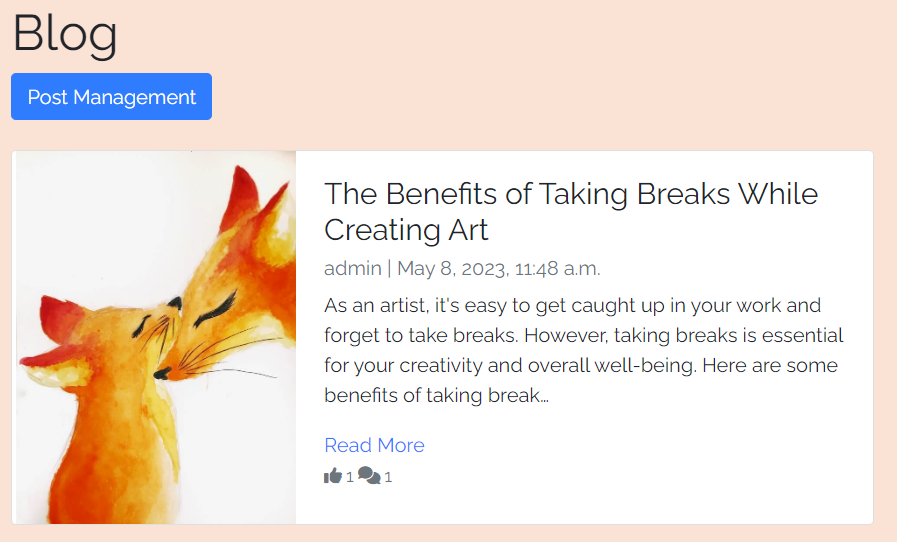 Blog
Post Management
The Benefits of Taking Breaks While
Creating Art
admin | May 8, 2023, 11:48 a.m.
As an artist, it's easy to get caught up in your work and
forget to take breaks. However, taking breaks is essential
for your creativity and overall well-being. Here are some
benefits of taking break…
Read More
1 1